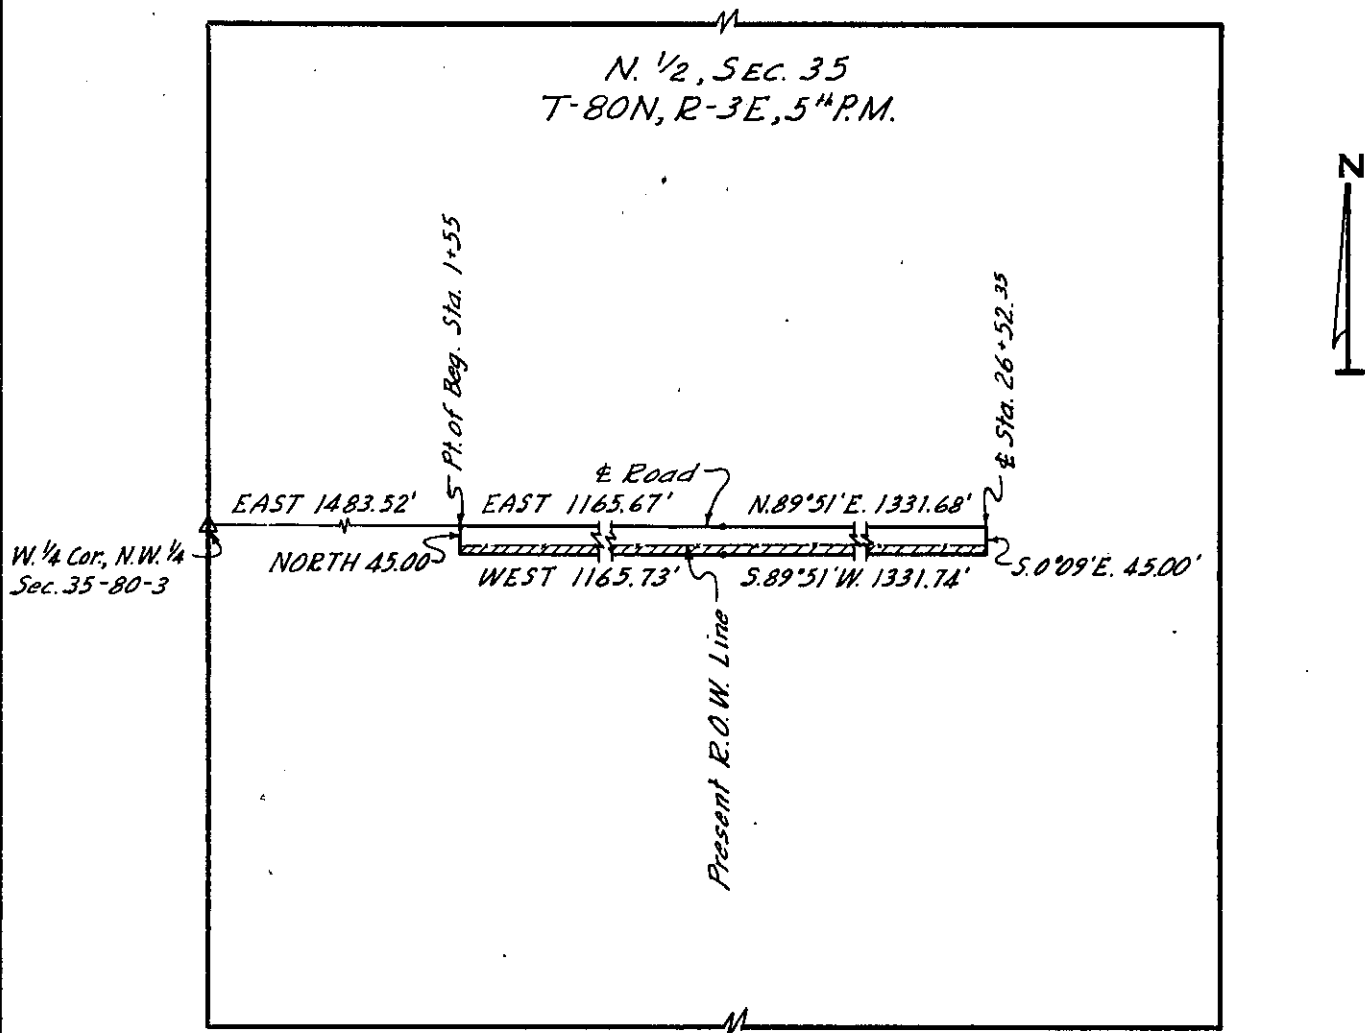 N. 1/2, SEC. 35
T-80N, R-3E, 5th P.M.
N
Pt. of Beg. Sta. 1+55
℄ Sta. 26+52.35
℄ Road
EAST 1483.52'
EAST 1165.67'
N.89°51'E. 1331.68'
W. 1/4 Cor., N.W. 1/4
Sec. 35-80-3
NORTH 45.00
WEST 1165.73'
S.89°51'W. 1331.74'
S.0°09'E. 45.00'
Present R.O.W. Line